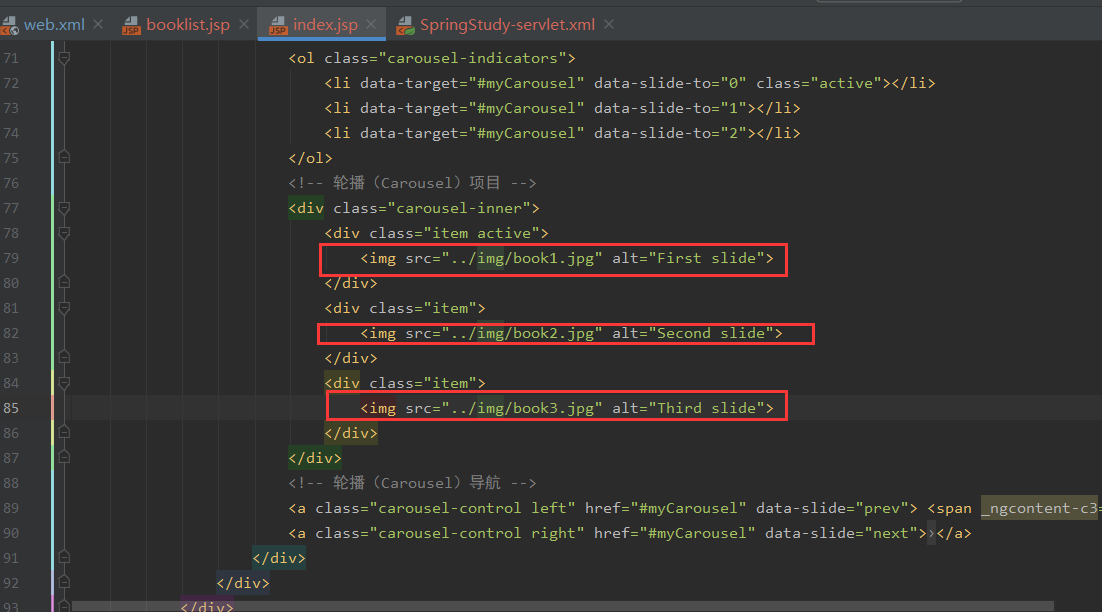 web.xml booklist.jsp index.jsp SpringStudy-servlet.xml
71 <ol class="carousel-indicators">
72 <li data-target="#myCarousel" data-slide-to="0" class="active"></li>
73 <li data-target="#myCarousel" data-slide-to="1"></li>
74 <li data-target="#myCarousel" data-slide-to="2"></li>
75 </ol>
76 <!-- 轮播（Carousel）项目 -->
77 <div class="carousel-inner">
78 <div class="item active">
79 <img src="../img/book1.jpg" alt="First slide">
80 </div>
81 <div class="item">
82 <img src="../img/book2.jpg" alt="Second slide">
83 </div>
84 <div class="item">
85 <img src="../img/book3.jpg" alt="Third slide">
86 </div>
87 </div>
88 <!-- 轮播（Carousel）导航 -->
89 <a class="carousel-control left" href="#myCarousel" data-slide="prev"> <span _ngcontent-c3=
90 <a class="carousel-control right" href="#myCarousel" data-slide="next">›</a>
91 </div>
92 </div>
93 </div>